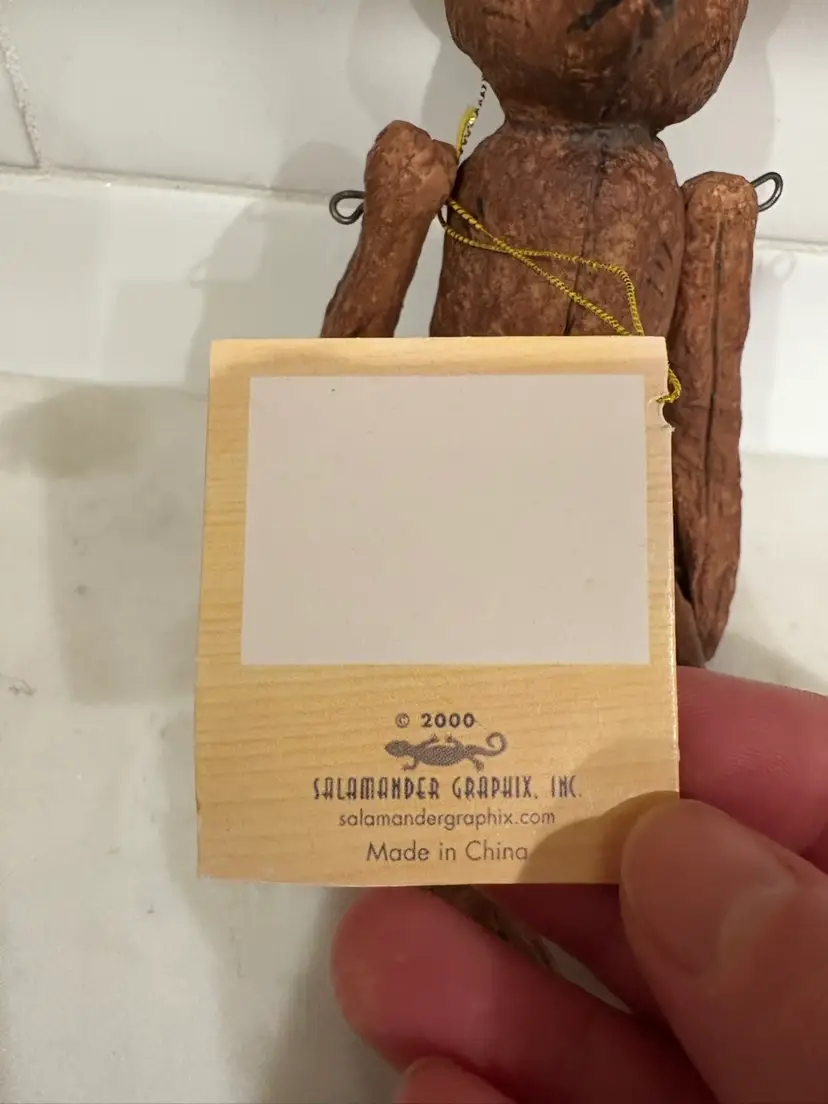 © 2000
SALAMANDER GRAPHIX, INC.
salamandergraphix.com
Made in China